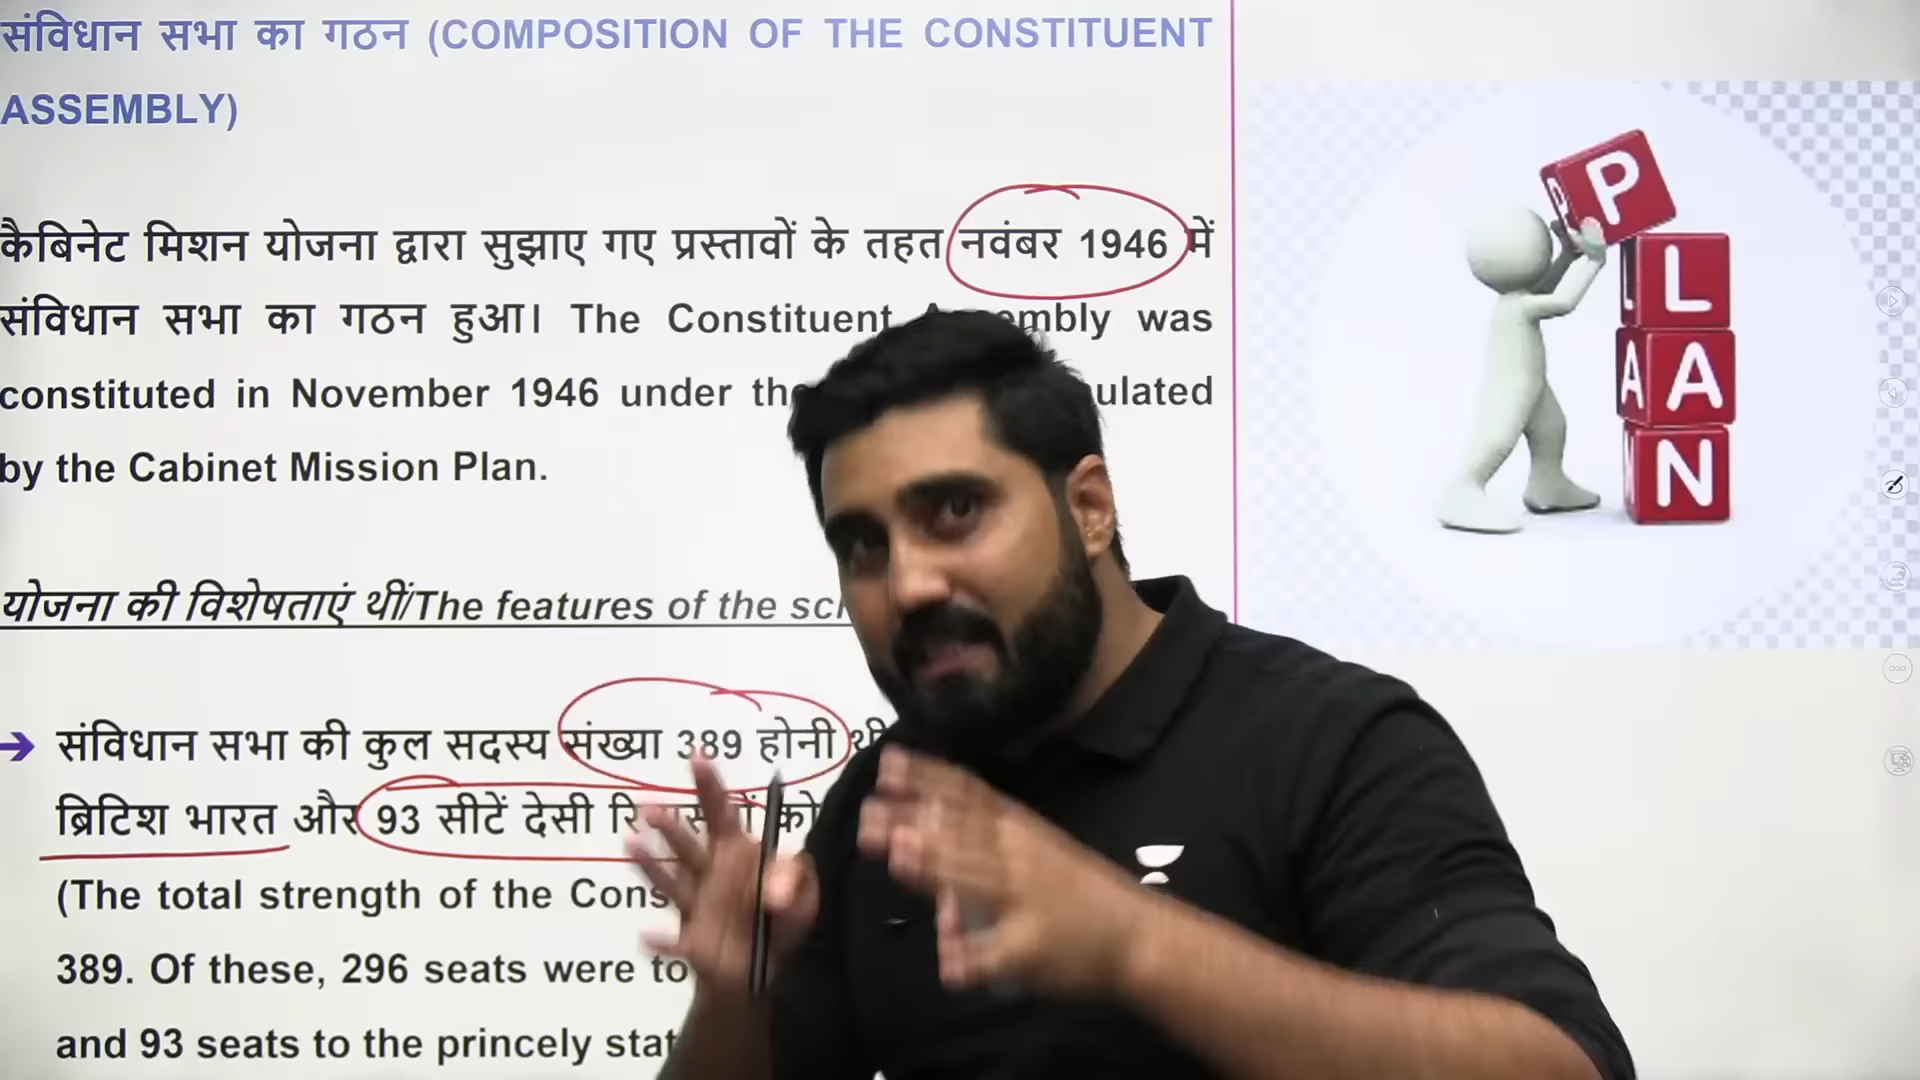 संविधान सभा का गठन (COMPOSITION OF THE CONSTITUENT
ASSEMBLY)
कैबिनेट मिशन योजना द्वारा सुझाए गए प्रस्तावों के तहत नवंबर 1946 में
संविधान सभा का गठन हुआ। The Constituent was
constituted in November 1946 under
by the Cabinet Mission Plan.
योजना की विशेषताएं थीं/The features of the
→ संविधान सभा की कुल सदस्य संख्या 389 होनी थी
ब्रिटिश भारत और 93 सीटें देसी को
(The total strength of the
389. Of these, 296 seats were to
and 93 seats to the princely
P
L
A
N